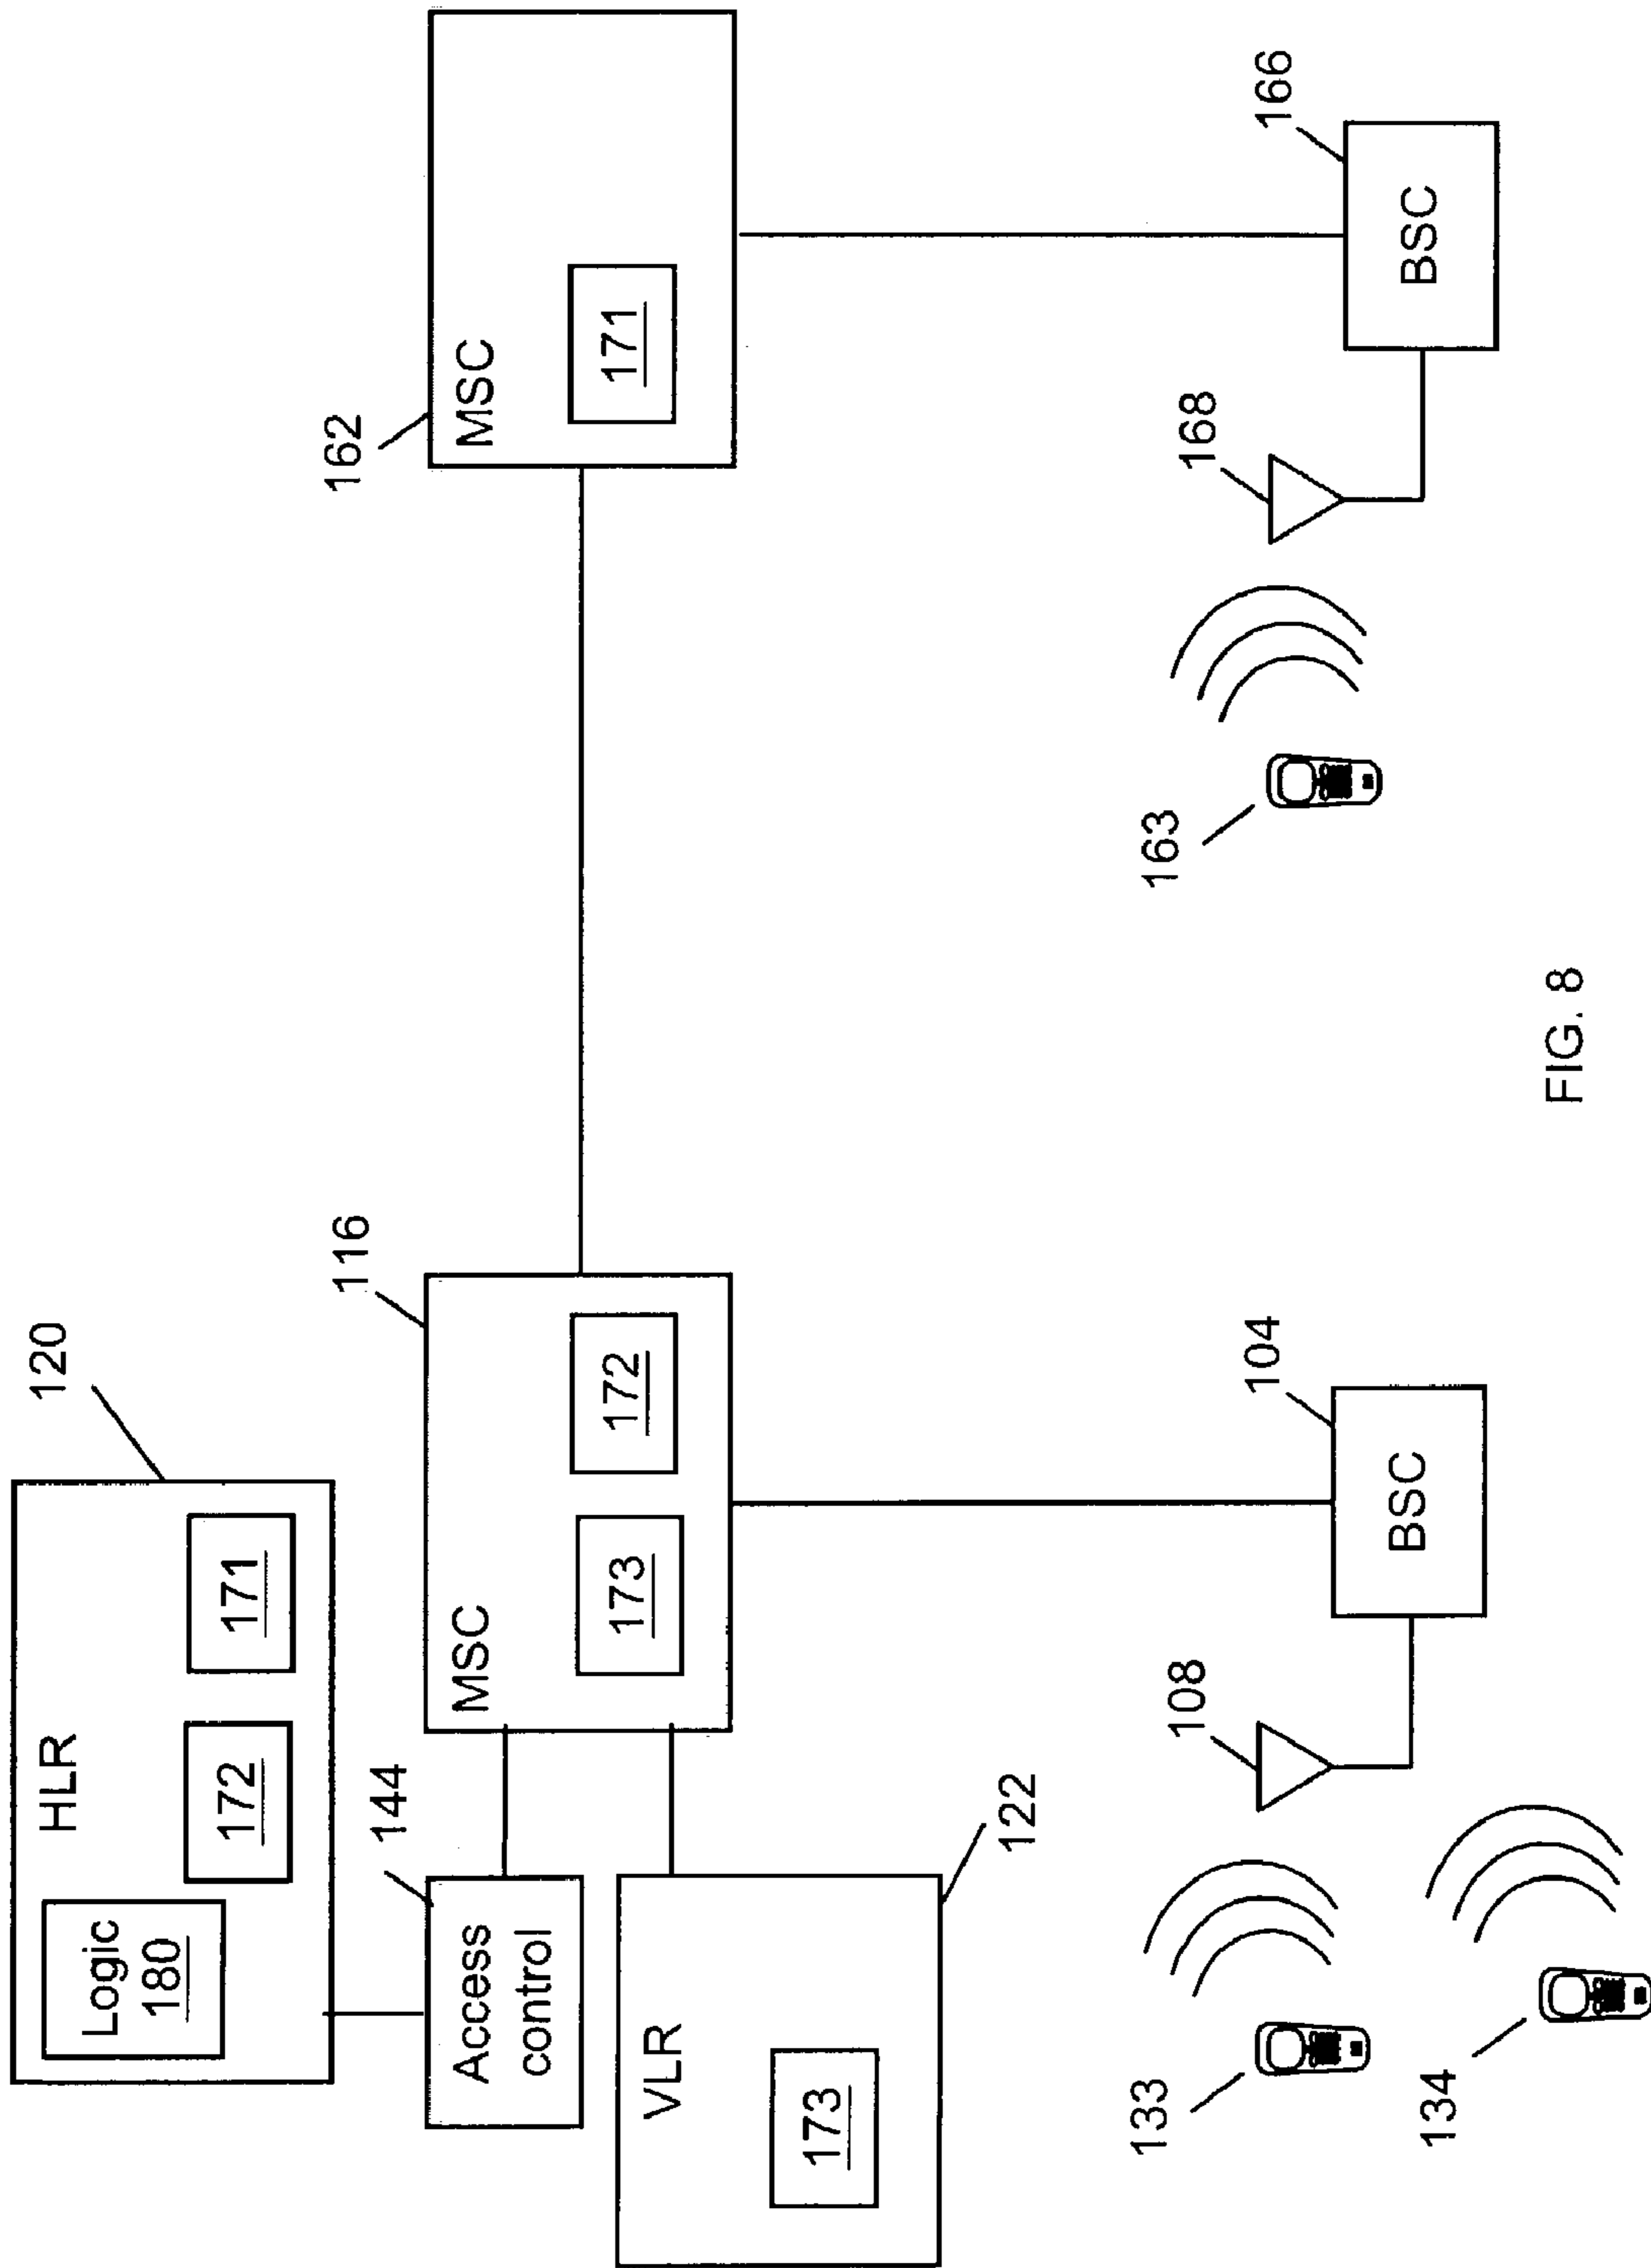 120
HLR
Logic
180
172
171
144
Access
control
116
MSC
173
172
162
MSC
171
VLR
173
122
108
104
BSC
168
166
BSC
133
134
163
FIG. 8